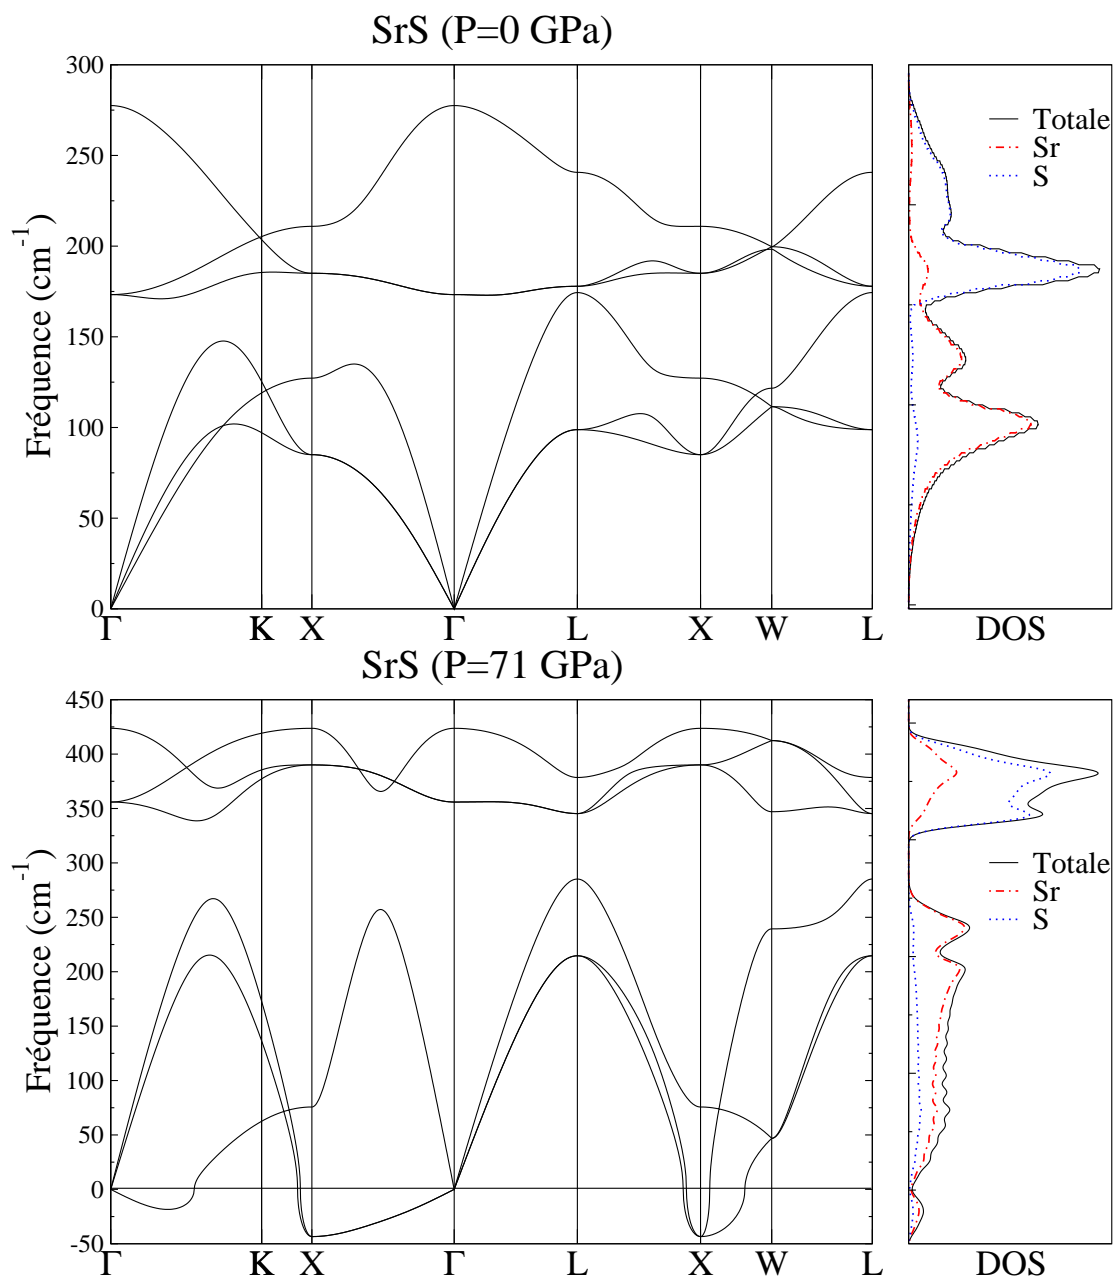 SrS (P=0 GPa)
300
250
200
150
100
50
0
Fréquence (cm⁻¹)
Γ K X Γ L X W L
Totale
Sr
S
DOS
SrS (P=71 GPa)
450
400
350
300
250
200
150
100
50
0
-50
Fréquence (cm⁻¹)
Γ K X Γ L X W L
Totale
Sr
S
DOS